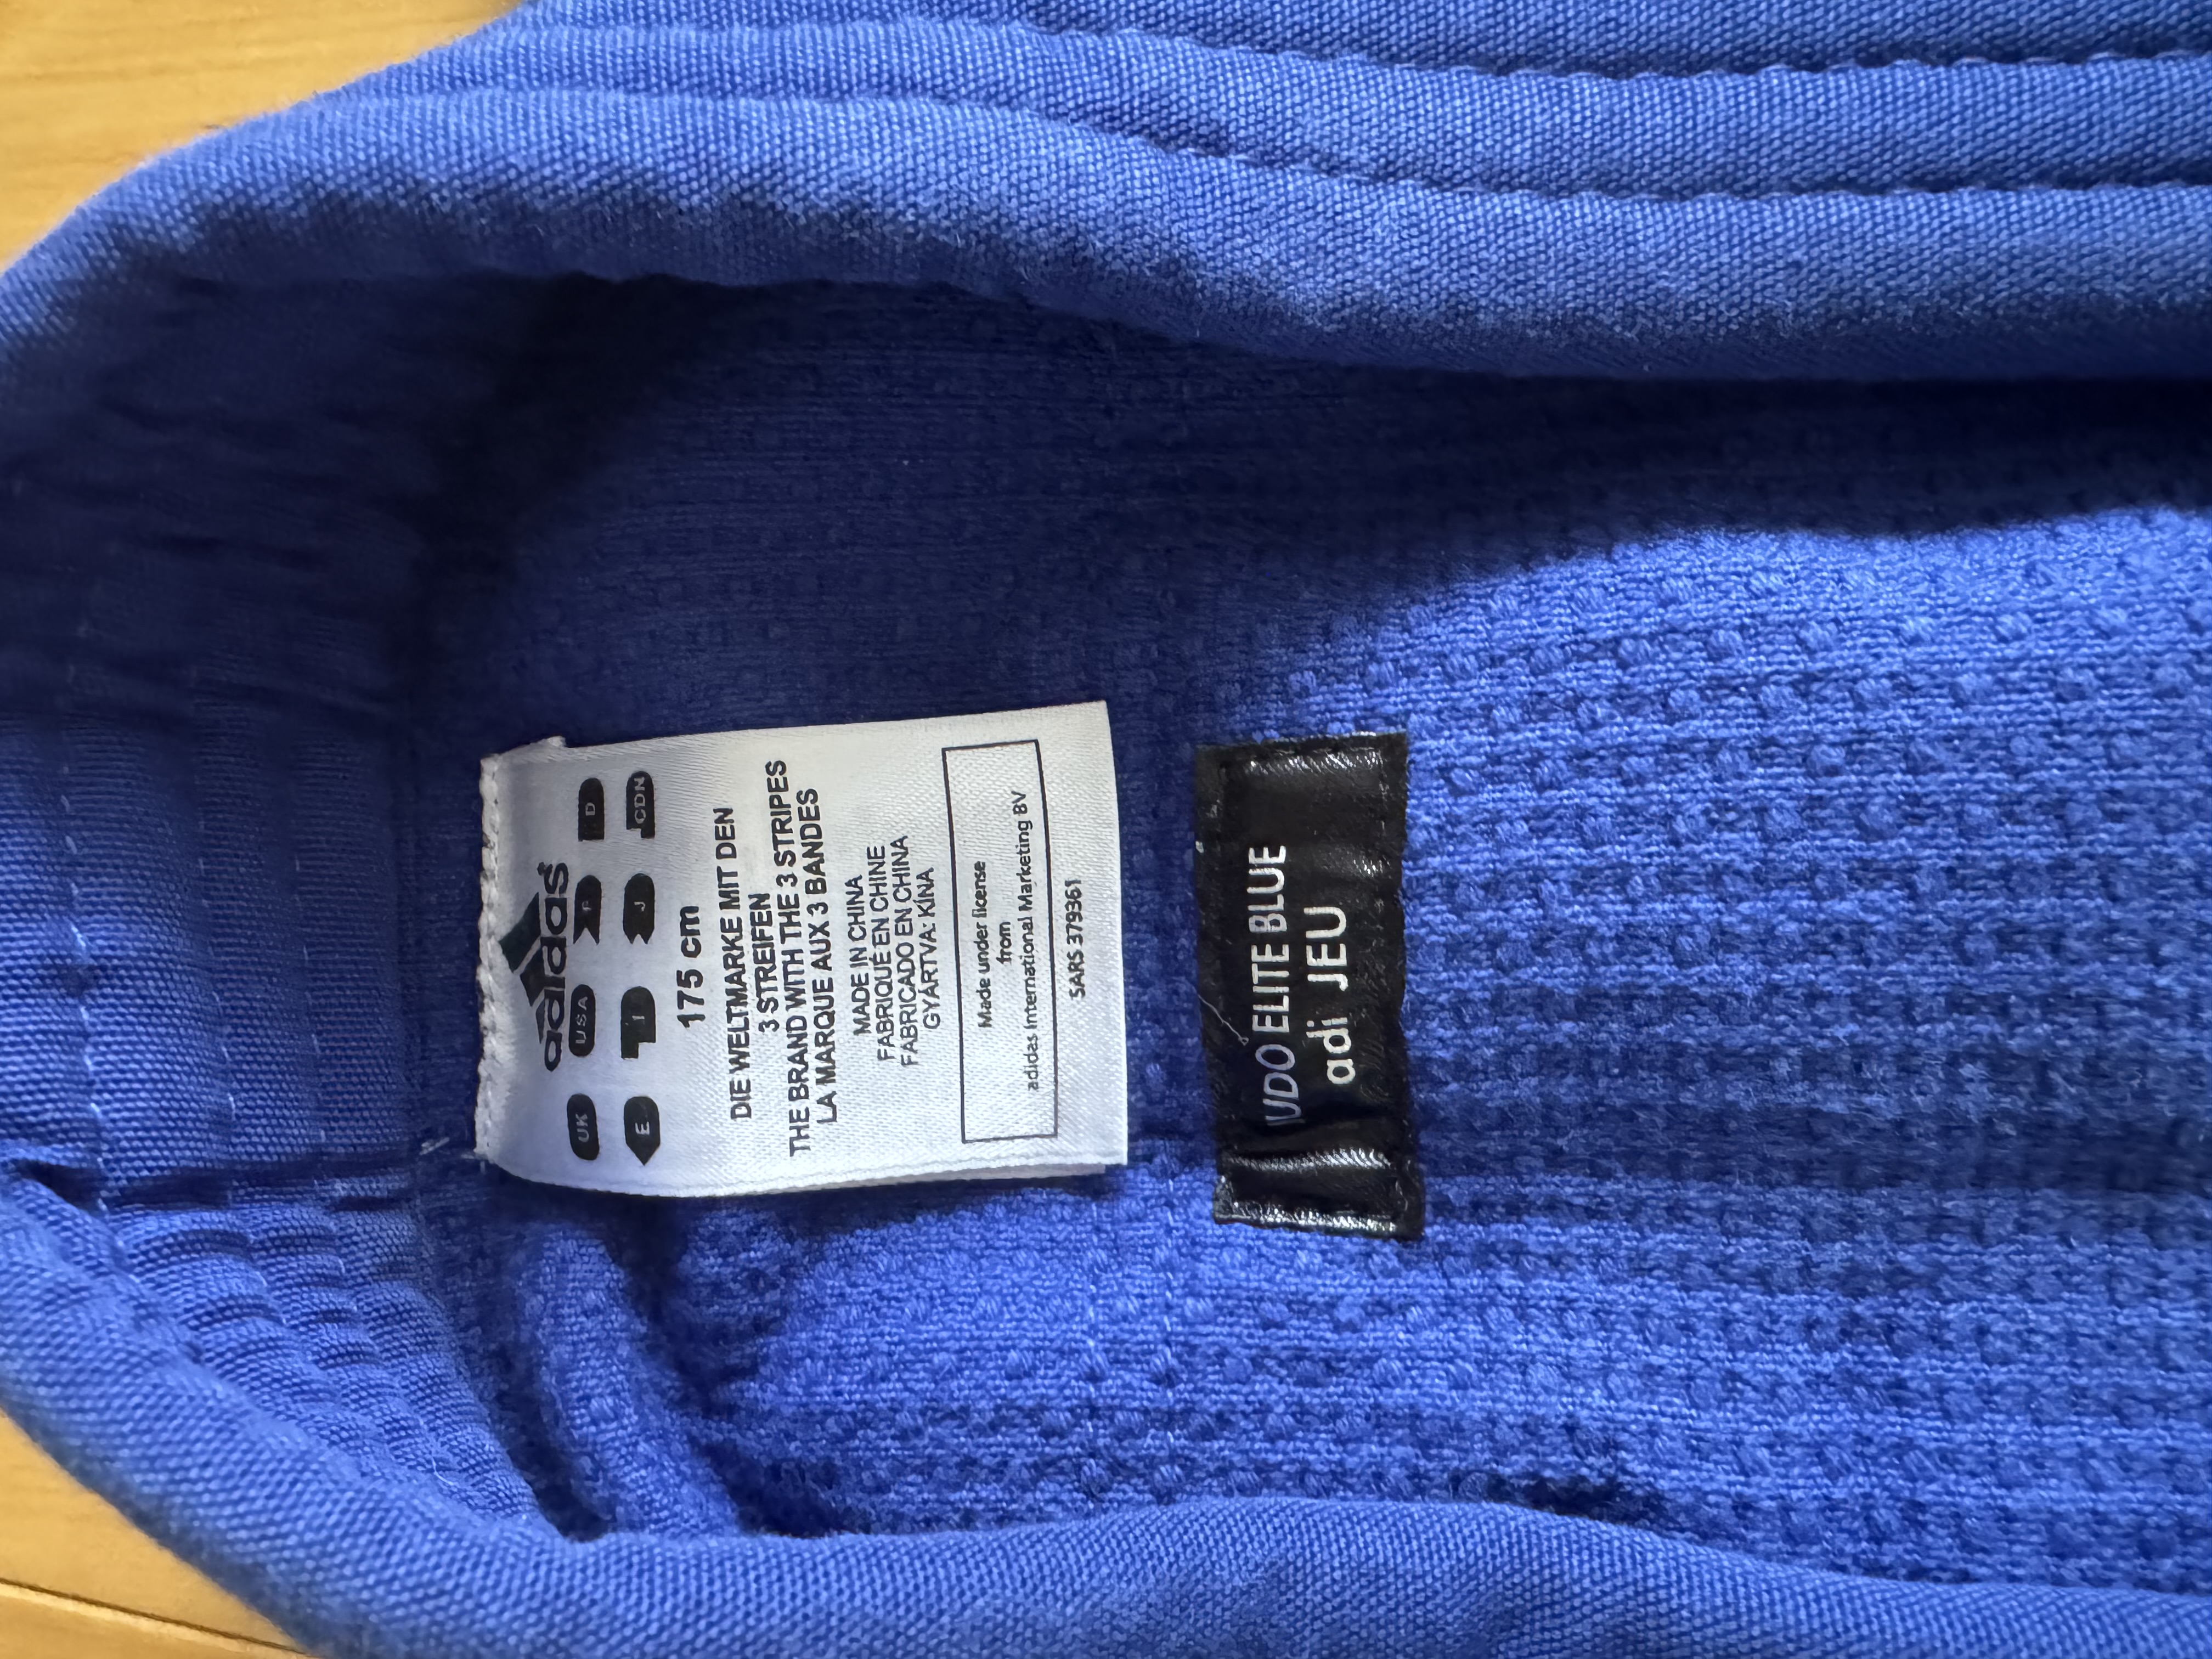 adidas
UK USA F D
E I J CDN
175 cm
DIE WELTMARKE MIT DEN
3 STREIFEN
THE BRAND WITH THE 3 STRIPES
LA MARQUE AUX 3 BANDES
MADE IN CHINA
FABRIQUÉ EN CHINE
FABRICADO EN CHINA
GYÁRTVA: KÍNA
Made under license
from
adidas International Marketing BV
SARS 379361
JUDO ELITE BLUE
adi JEU